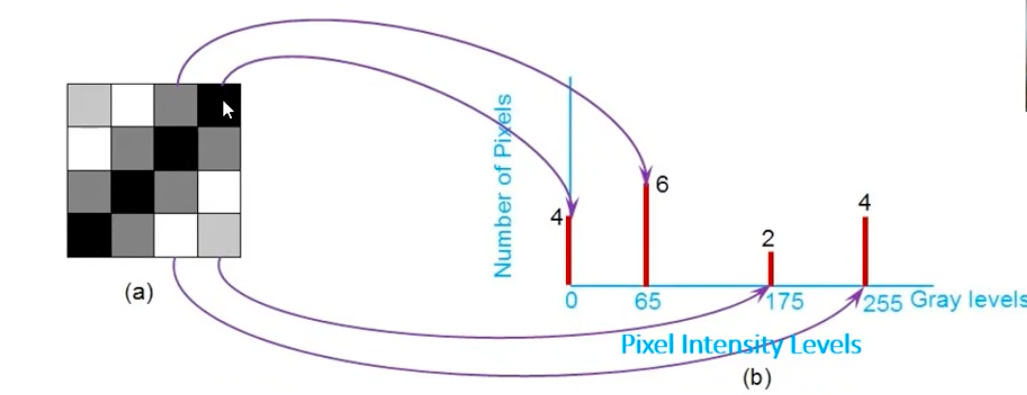 Number of Pixels
4
6
2
4
0 65 175 255 Gray levels
Pixel Intensity Levels
(a)
(b)